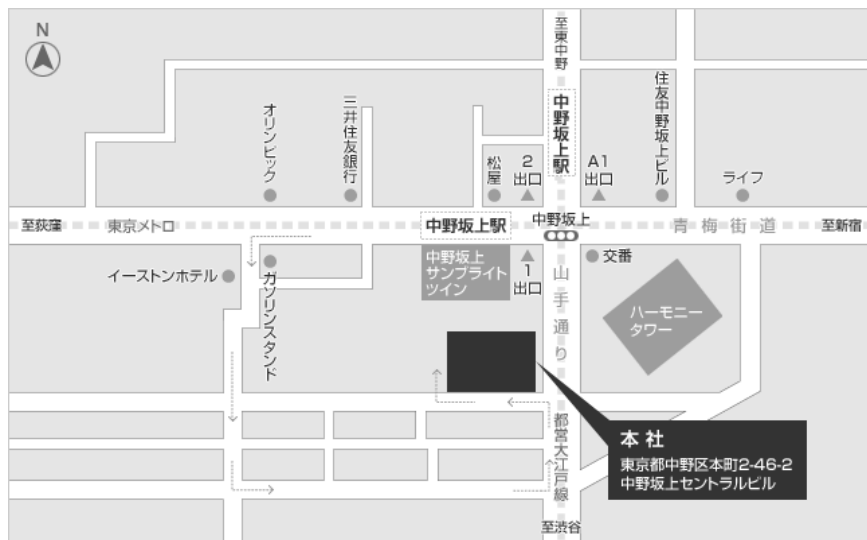 N
至東中野
中野坂上駅
オリンピック
三井住友銀行
松屋
2
出口
A1
出口
住友中野坂上ビル
ライフ
至荻窪
東京メトロ
中野坂上駅
中野坂上
青梅街道
至新宿
イーストンホテル
ガソリンスタンド
中野坂上
サンブライト
ツイン
1
出口
交番
山手通り
ハーモニー
タワー
都営大江戸線
本社
東京都中野区本町2-46-2
中野坂上セントラルビル
至渋谷